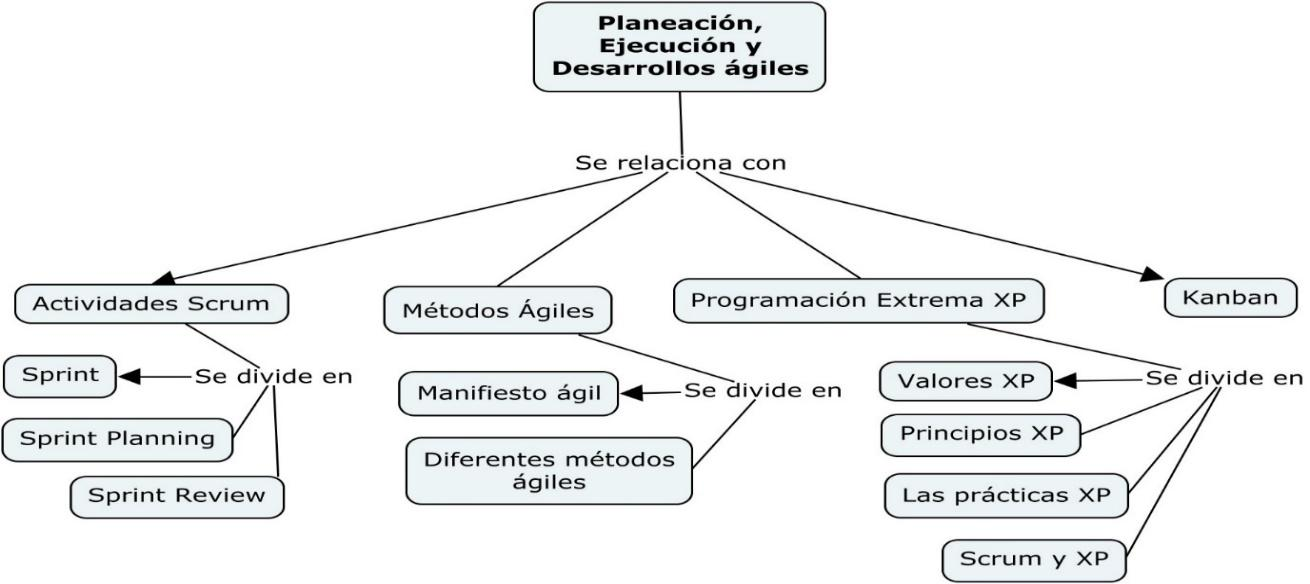 Planeación,
Ejecución y
Desarrollos ágiles
Se relaciona con
Actividades Scrum
Métodos Ágiles
Programación Extrema XP
Kanban
Sprint
Se divide en
Sprint Planning
Sprint Review
Manifiesto ágil
Se divide en
Diferentes métodos
ágiles
Valores XP
Se divide en
Principios XP
Las prácticas XP
Scrum y XP